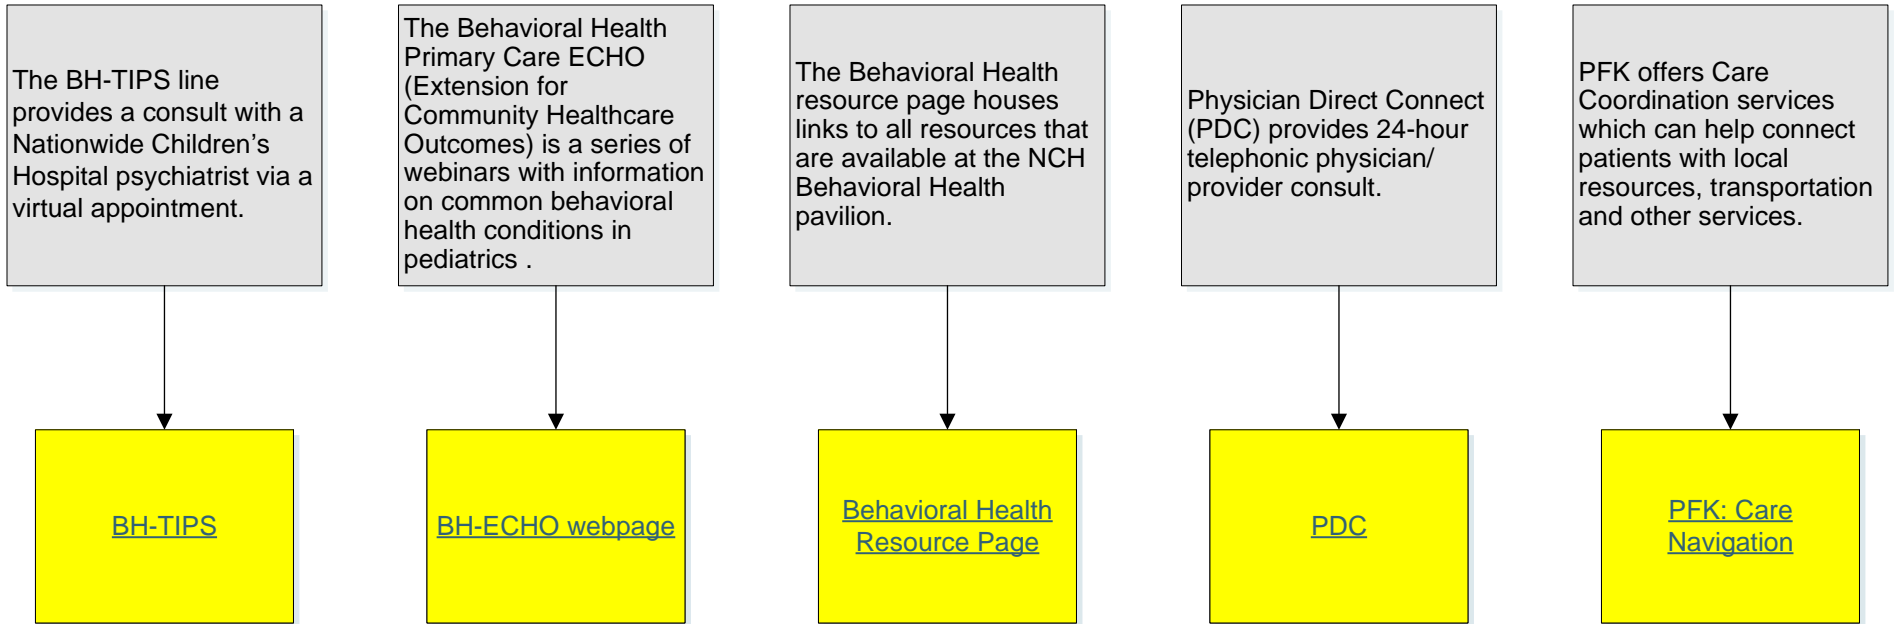 The BH-TIPS line
provides a consult with a
Nationwide Children’s
Hospital psychiatrist via a
virtual appointment.
The Behavioral Health
Primary Care ECHO
(Extension for
Community Healthcare
Outcomes) is a series of
webinars with information
on common behavioral
health conditions in
pediatrics .
The Behavioral Health
resource page houses
links to all resources that
are available at the NCH
Behavioral Health
pavilion.
Physician Direct Connect
(PDC) provides 24-hour
telephonic physician/
provider consult.
PFK offers Care
Coordination services
which can help connect
patients with local
resources, transportation
and other services.
BH-TIPS
BH-ECHO webpage
Behavioral Health
Resource Page
PDC
PFK: Care
Navigation